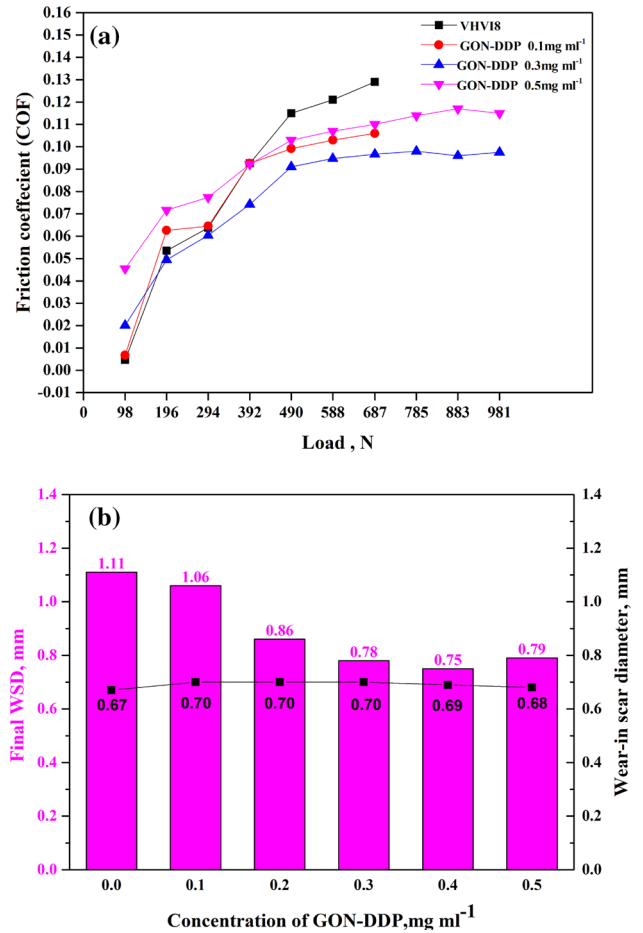 (a)
VHVI8
GON-DDP 0.1mg ml-1
GON-DDP 0.3mg ml-1
GON-DDP 0.5mg ml-1
Friction coeffecient (COF)
0.16
0.15
0.14
0.13
0.12
0.11
0.10
0.09
0.08
0.07
0.06
0.05
0.04
0.03
0.02
0.01
0.00
-0.01
0 98 196 294 392 490 588 687 785 883 981
Load , N
(b)
Final WSD, mm
1.4
1.2
1.0
0.8
0.6
0.4
0.2
0.0
1.11 1.06 0.86 0.78 0.75 0.79
0.67 0.70 0.70 0.70 0.69 0.68
1.4
1.2
1.0
0.8
0.6
0.4
0.2
0.0
Wear-in scar diameter, mm
0.0 0.1 0.2 0.3 0.4 0.5
Concentration of GON-DDP,mg ml-1